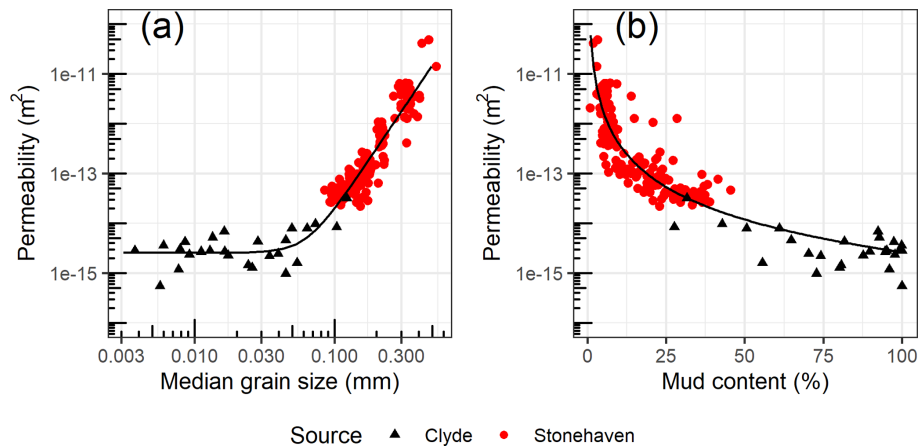 (a)
Permeability (m²)
1e-11
1e-13
1e-15
0.003 0.010 0.030 0.100 0.300
Median grain size (mm)
(b)
Permeability (m²)
1e-11
1e-13
1e-15
0 25 50 75 100
Mud content (%)
Source Clyde Stonehaven